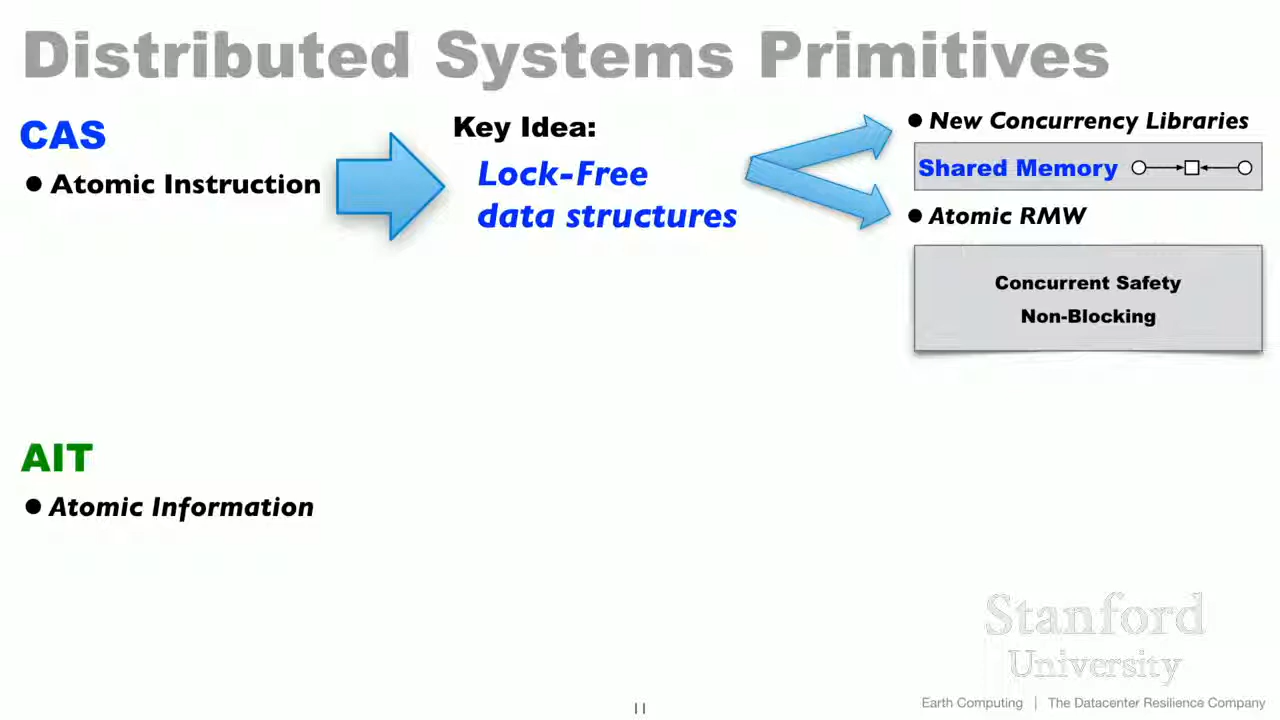 Distributed Systems Primitives
CAS
● Atomic Instruction
Key Idea:
Lock-Free
data structures
● New Concurrency Libraries
Shared Memory
● Atomic RMW
Concurrent Safety
Non-Blocking
AIT
● Atomic Information
Stanford
University
11
Earth Computing | The Datacenter Resilience Company